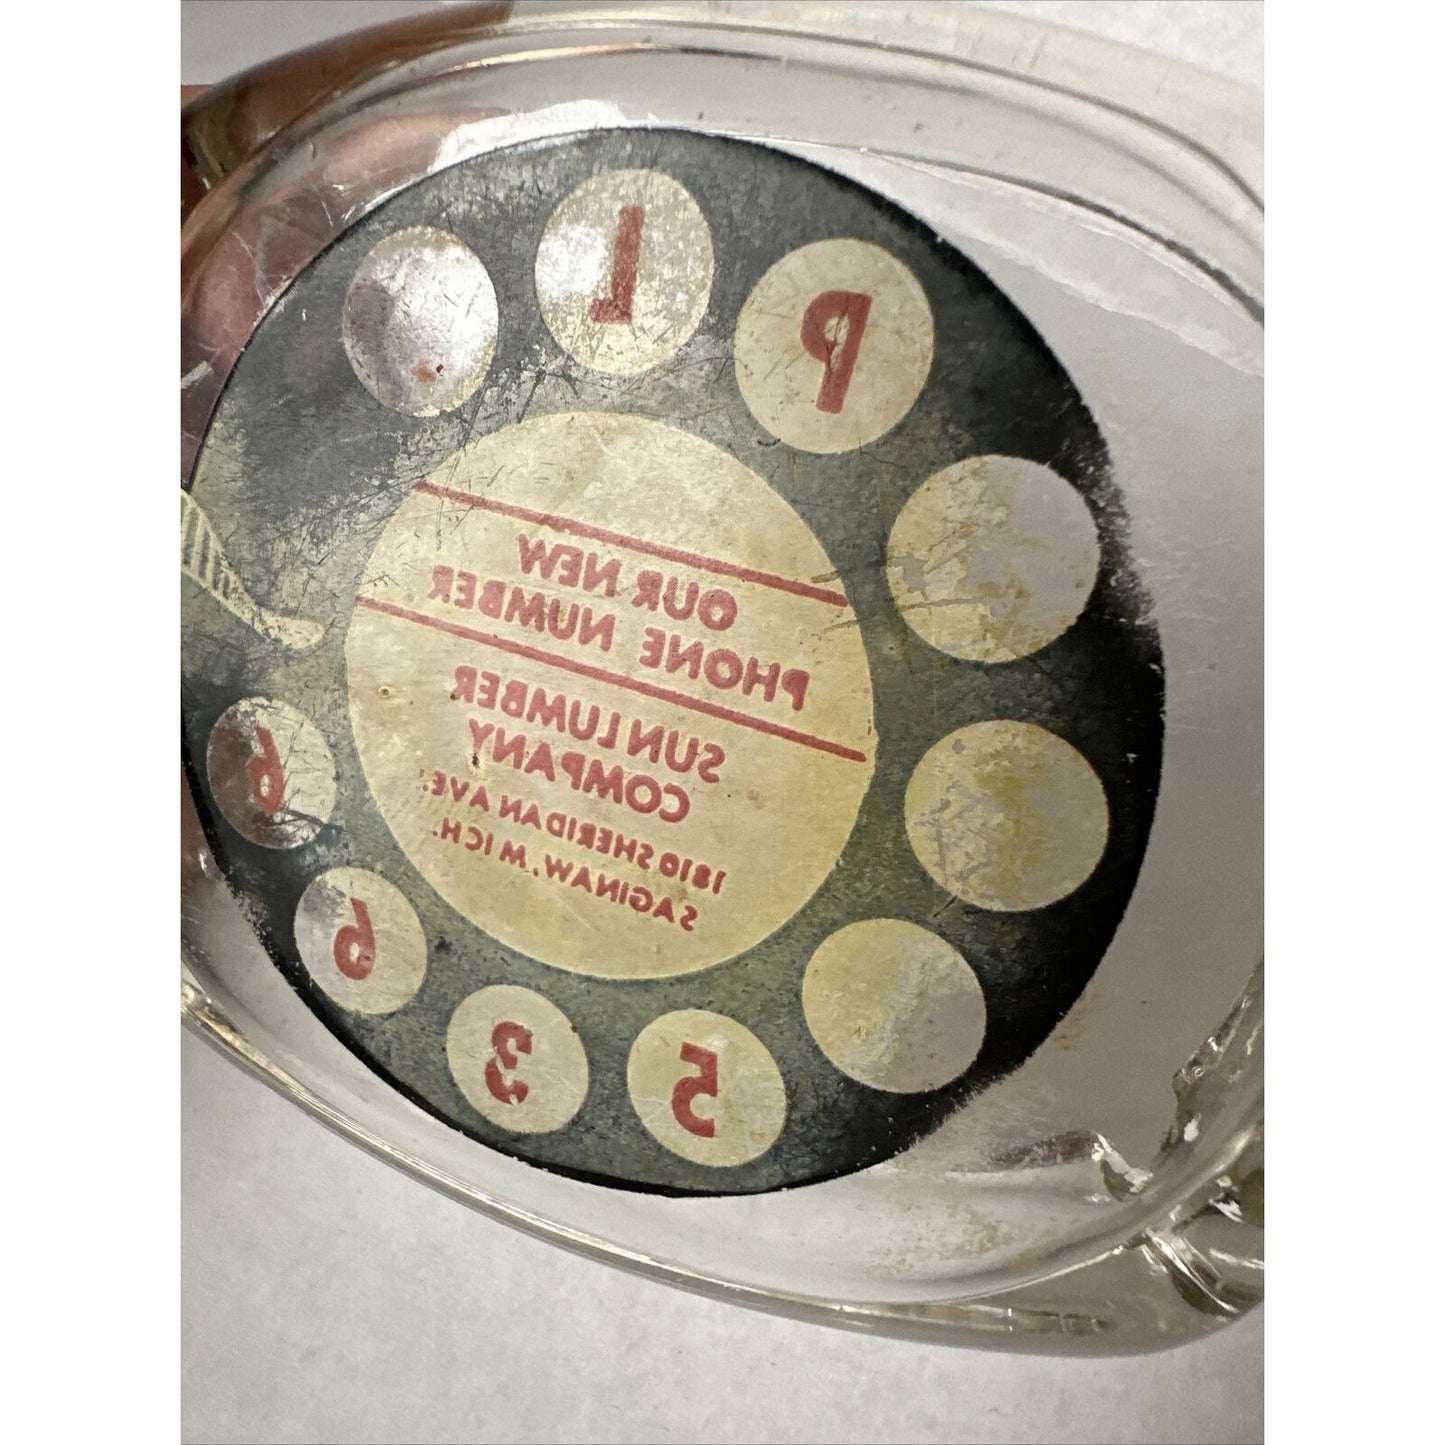 P
L
6
6
3
5
OUR NEW
PHONE NUMBER
SUN LUMBER
COMPANY
1810 SHERIDAN AVE.
SAGINAW, MICH.